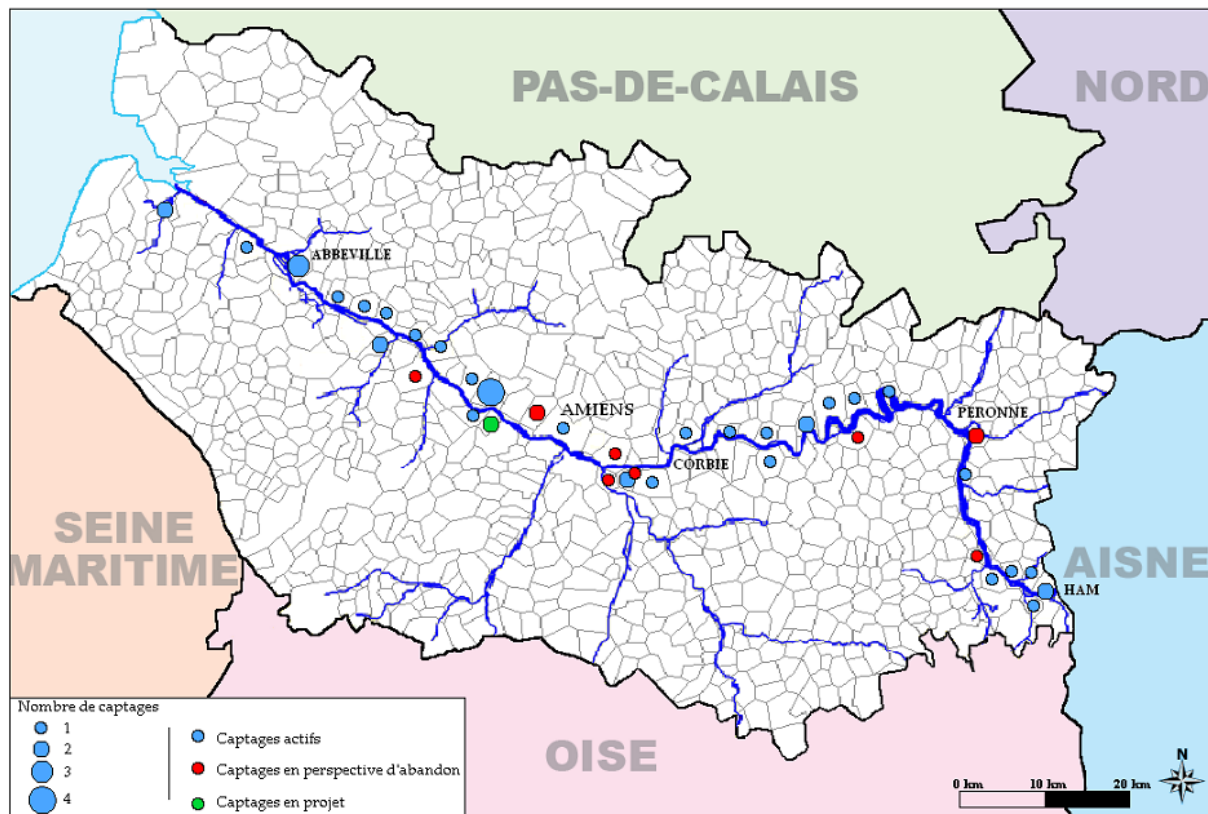 PAS-DE-CALAIS
NORD
ABBEVILLE
AMIENS
PERONNE
CORBIE
SEINE
MARITIME
AISNE
HAM
OISE
Nombre de captages
1
2
3
4
Captages actifs
Captages en perspective d'abandon
Captages en projet
N
0 km 10 km 20 km